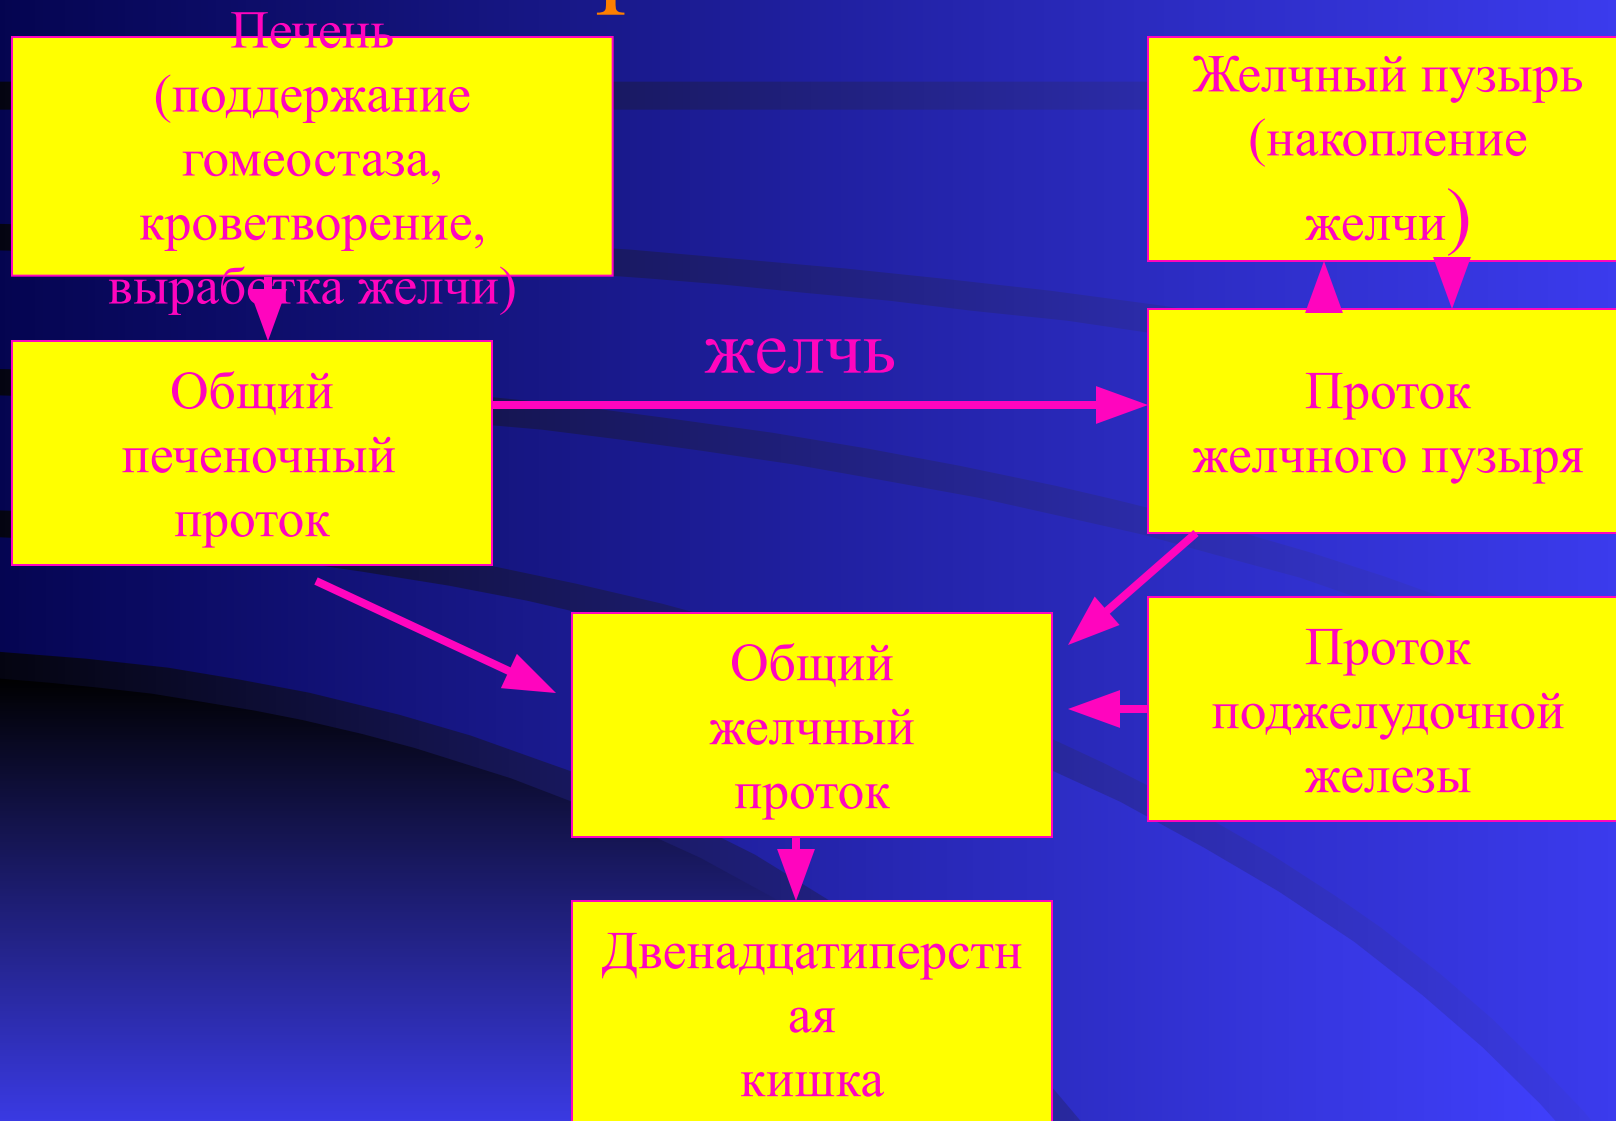 Печень
(поддержание
гомеостаза,
кроветворение,
выработка желчи)
Желчный пузырь
(накопление
желчи)
желчь
Общий
печеночный
проток
Проток
желчного пузыря
Общий
желчный
проток
Проток
поджелудочной
железы
Двенадцатиперстн
ая
кишка